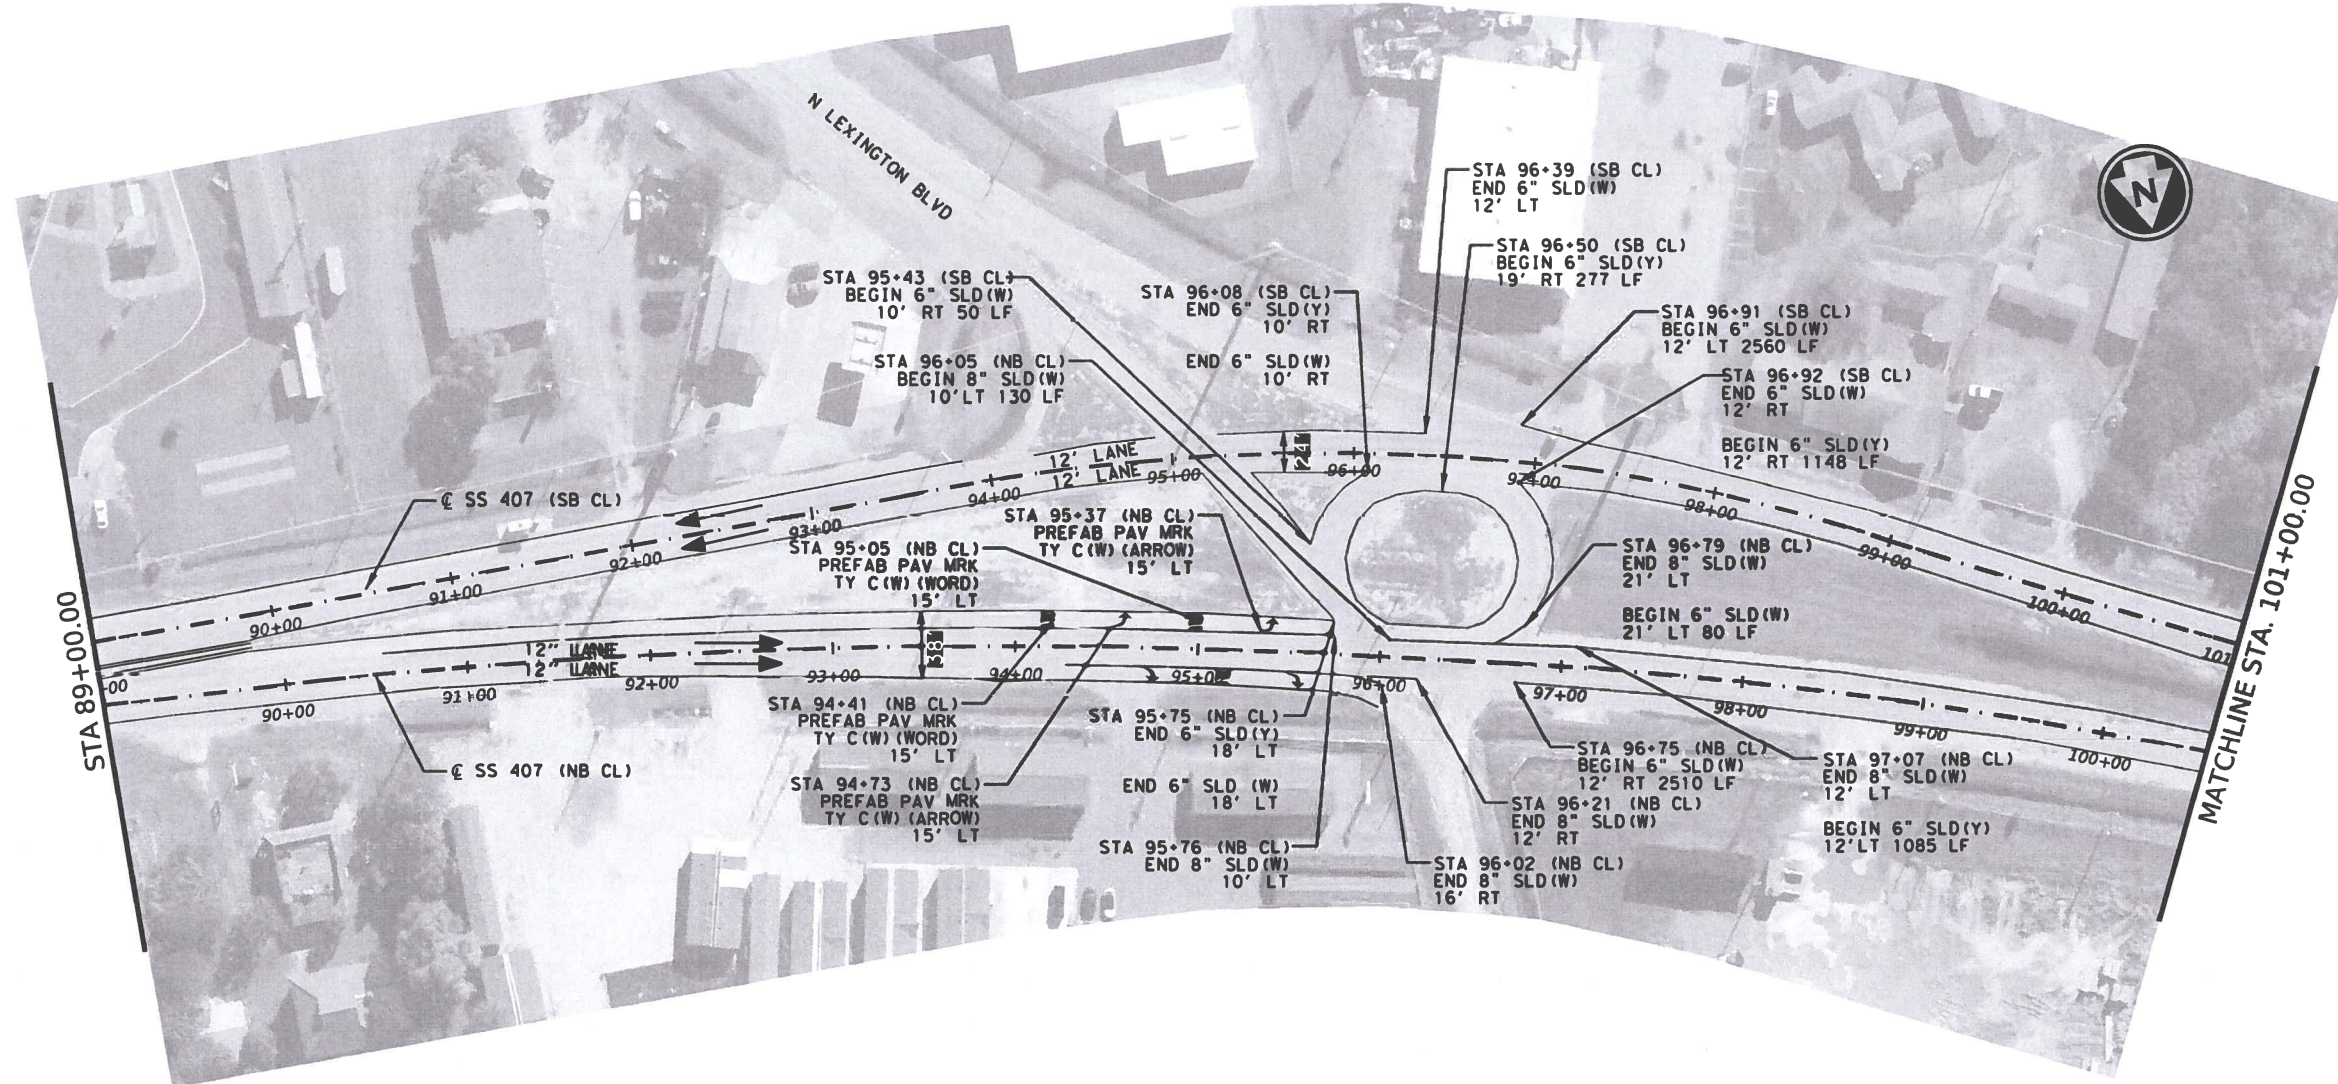 N LEXINGTON BLVD
N
STA 96+39 (SB CL)
END 6" SLD(W)
12' LT
STA 96+50 (SB CL)
BEGIN 6" SLD(Y)
19' RT 277 LF
STA 95+43 (SB CL)
BEGIN 6" SLD(W)
10' RT 50 LF
STA 96+08 (SB CL)
END 6" SLD(Y)
10' RT
END 6" SLD(W)
10' RT
STA 96+91 (SB CL)
BEGIN 6" SLD(W)
12' LT 2560 LF
STA 96+05 (NB CL)
BEGIN 8" SLD(W)
10'LT 130 LF
STA 96+92 (SB CL)
END 6" SLD(W)
12' RT
BEGIN 6" SLD(Y)
12' RT 1148 LF
12' LANE
12' LANE
℄ SS 407 (SB CL)
90+00
91+00
92+00
93+00
94+00
95+00
96+00
97+00
98+00
99+00
100+00
101
STA 95+37 (NB CL)
PREFAB PAV MRK
TY C(W)(ARROW)
15' LT
STA 95+05 (NB CL)
PREFAB PAV MRK
TY C(W)(WORD)
15' LT
STA 96+79 (NB CL)
END 8" SLD(W)
21' LT
BEGIN 6" SLD(W)
21' LT 80 LF
STA 89+00.00
MATCHLINE STA. 101+00.00
12' LANE
12' LANE
+00
90+00
91+00
92+00
93+00
94+00
95+00
96+00
97+00
98+00
99+00
100+00
℄ SS 407 (NB CL)
STA 94+41 (NB CL)
PREFAB PAV MRK
TY C(W)(WORD)
15' LT
STA 94+73 (NB CL)
PREFAB PAV MRK
TY C(W)(ARROW)
15' LT
STA 95+75 (NB CL)
END 6" SLD(Y)
18' LT
END 6" SLD (W)
18' LT
STA 95+76 (NB CL)
END 8" SLD(W)
10' LT
STA 96+75 (NB CL)
BEGIN 6" SLD(W)
12' RT 2510 LF
STA 96+21 (NB CL)
END 8" SLD(W)
12' RT
STA 96+02 (NB CL)
END 8" SLD(W)
16' RT
STA 97+07 (NB CL)
END 8" SLD(W)
12' LT
BEGIN 6" SLD(Y)
12'LT 1085 LF